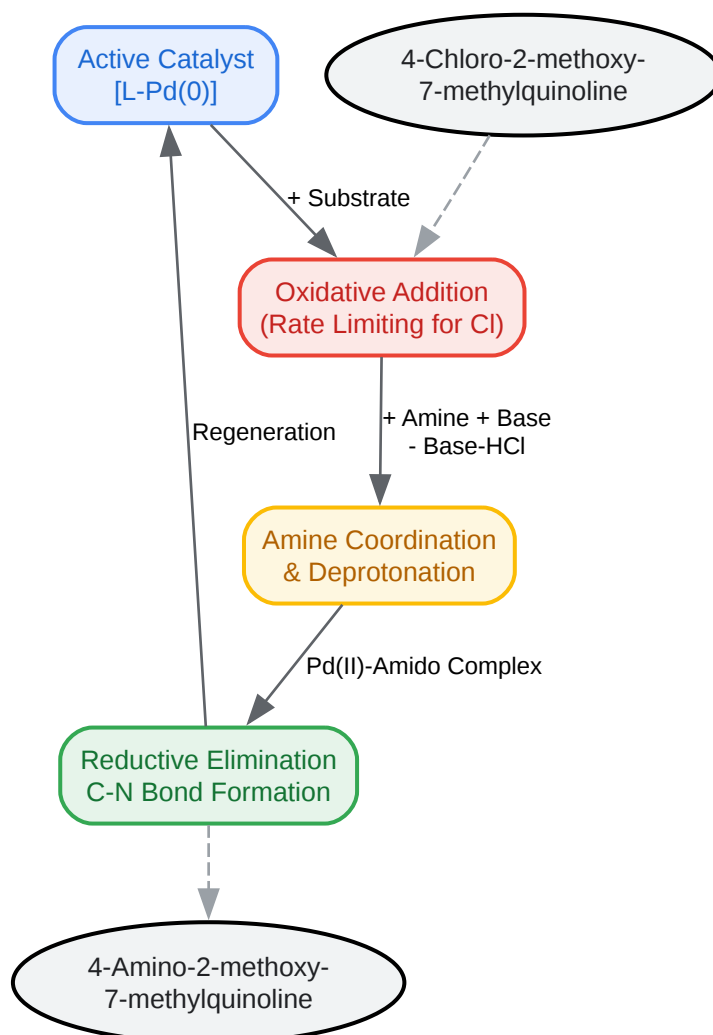 Active Catalyst
[L-Pd(0)]
4-Chloro-2-methoxy-
7-methylquinoline
+ Substrate
Oxidative Addition
(Rate Limiting for Cl)
+ Amine + Base
- Base-HCl
Regeneration
Amine Coordination
& Deprotonation
Pd(II)-Amido Complex
Reductive Elimination
C-N Bond Formation
4-Amino-2-methoxy-
7-methylquinoline